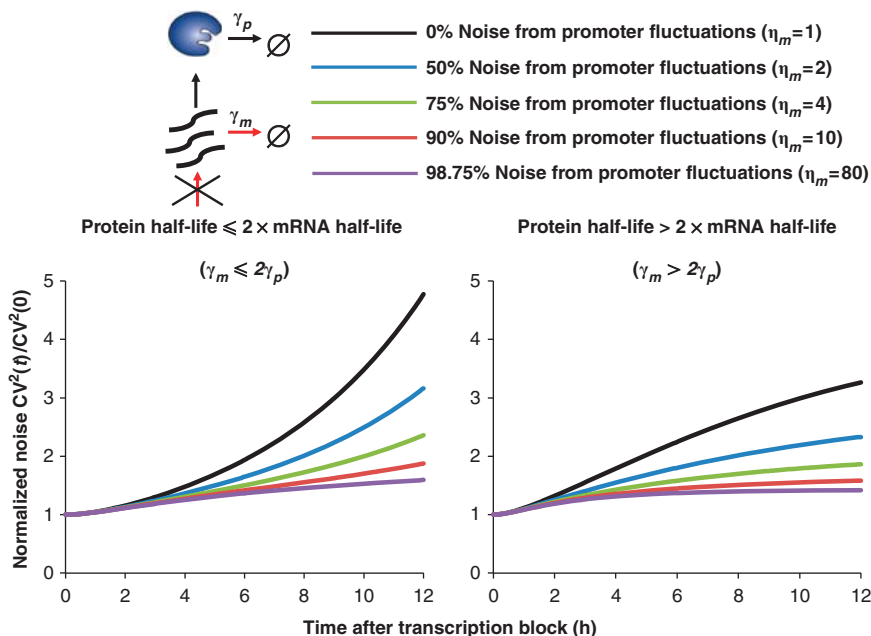 γp
∅
γm
∅
0% Noise from promoter fluctuations (ηm=1)
50% Noise from promoter fluctuations (ηm=2)
75% Noise from promoter fluctuations (ηm=4)
90% Noise from promoter fluctuations (ηm=10)
98.75% Noise from promoter fluctuations (ηm=80)
Protein half-life ⩽ 2 × mRNA half-life
(γm ⩽ 2γp)
Protein half-life > 2 × mRNA half-life
(γm > 2γp)
Normalized noise CV²(t)/CV²(0)
5
4
3
2
1
0
0 2 4 6 8 10 12
5
4
3
2
1
0
0 2 4 6 8 10 12
Time after transcription block (h)